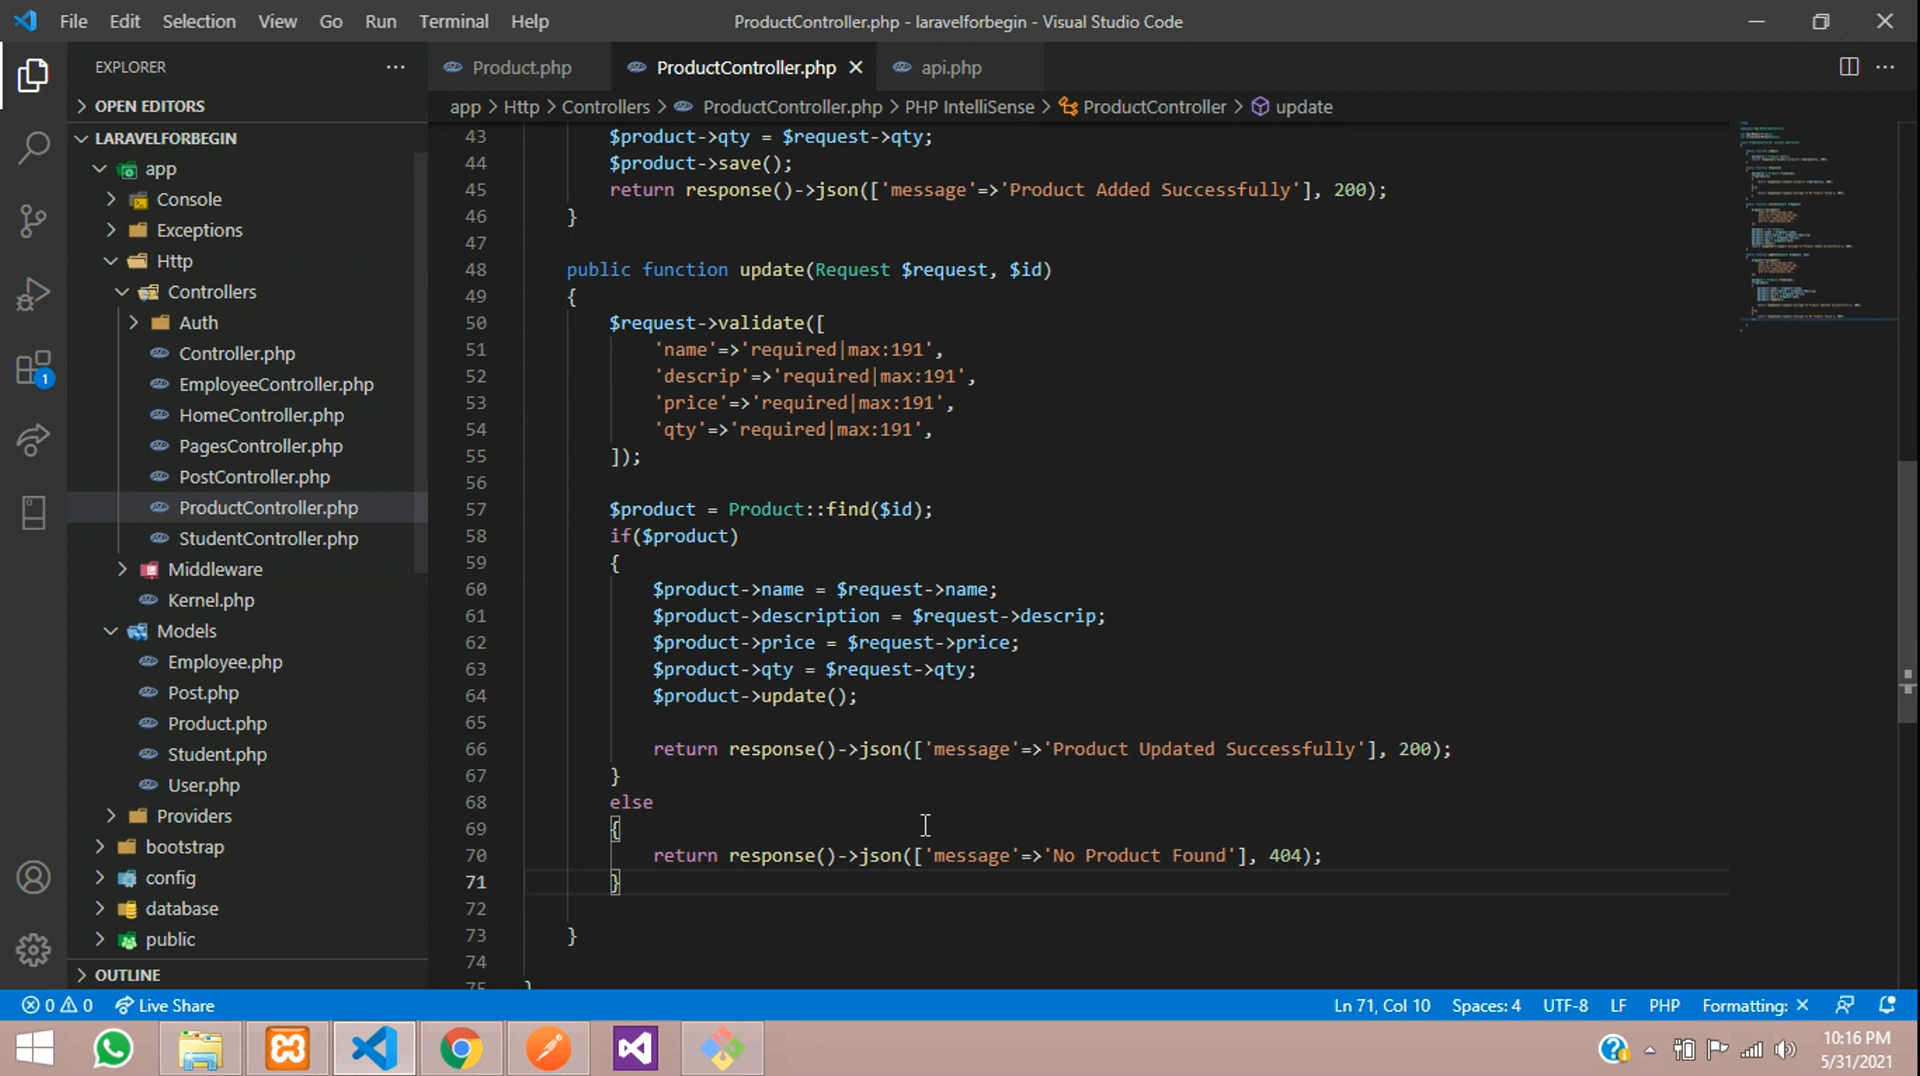 File Edit Selection View Go Run Terminal Help
ProductController.php - laravelforbegin - Visual Studio Code
EXPLORER
OPEN EDITORS
LARAVELFORBEGIN
app
Console
Exceptions
Http
Controllers
Auth
Controller.php
EmployeeController.php
HomeController.php
PagesController.php
PostController.php
ProductController.php
StudentController.php
Middleware
Kernel.php
Models
Employee.php
Post.php
Product.php
Student.php
User.php
Providers
bootstrap
config
database
public
OUTLINE
1
Product.php ProductController.php api.php
app > Http > Controllers > ProductController.php > PHP IntelliSense > ProductController > update
43 $product->qty = $request->qty;
44 $product->save();
45 return response()->json(['message'=>'Product Added Successfully'], 200);
46 }
47
48 public function update(Request $request, $id)
49 {
50 $request->validate([
51 'name'=>'required|max:191',
52 'descrip'=>'required|max:191',
53 'price'=>'required|max:191',
54 'qty'=>'required|max:191',
55 ]);
56
57 $product = Product::find($id);
58 if($product)
59 {
60 $product->name = $request->name;
61 $product->description = $request->descrip;
62 $product->price = $request->price;
63 $product->qty = $request->qty;
64 $product->update();
65
66 return response()->json(['message'=>'Product Updated Successfully'], 200);
67 }
68 else
69 {
70 return response()->json(['message'=>'No Product Found'], 404);
71 }
72
73 }
74
75 }
0 0 Live Share
Ln 71, Col 10 Spaces: 4 UTF-8 LF PHP Formatting: ×
10:16 PM
5/31/2021